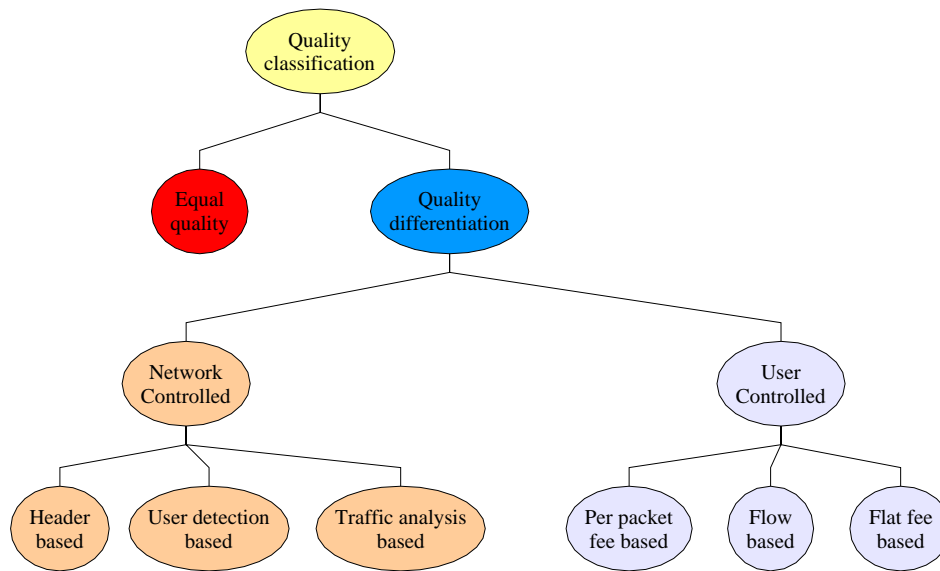 Quality
classification
Equal
quality
Quality
differentiation
Network
Controlled
User
Controlled
Header
based
User detection
based
Traffic analysis
based
Per packet
fee based
Flow
based
Flat fee
based